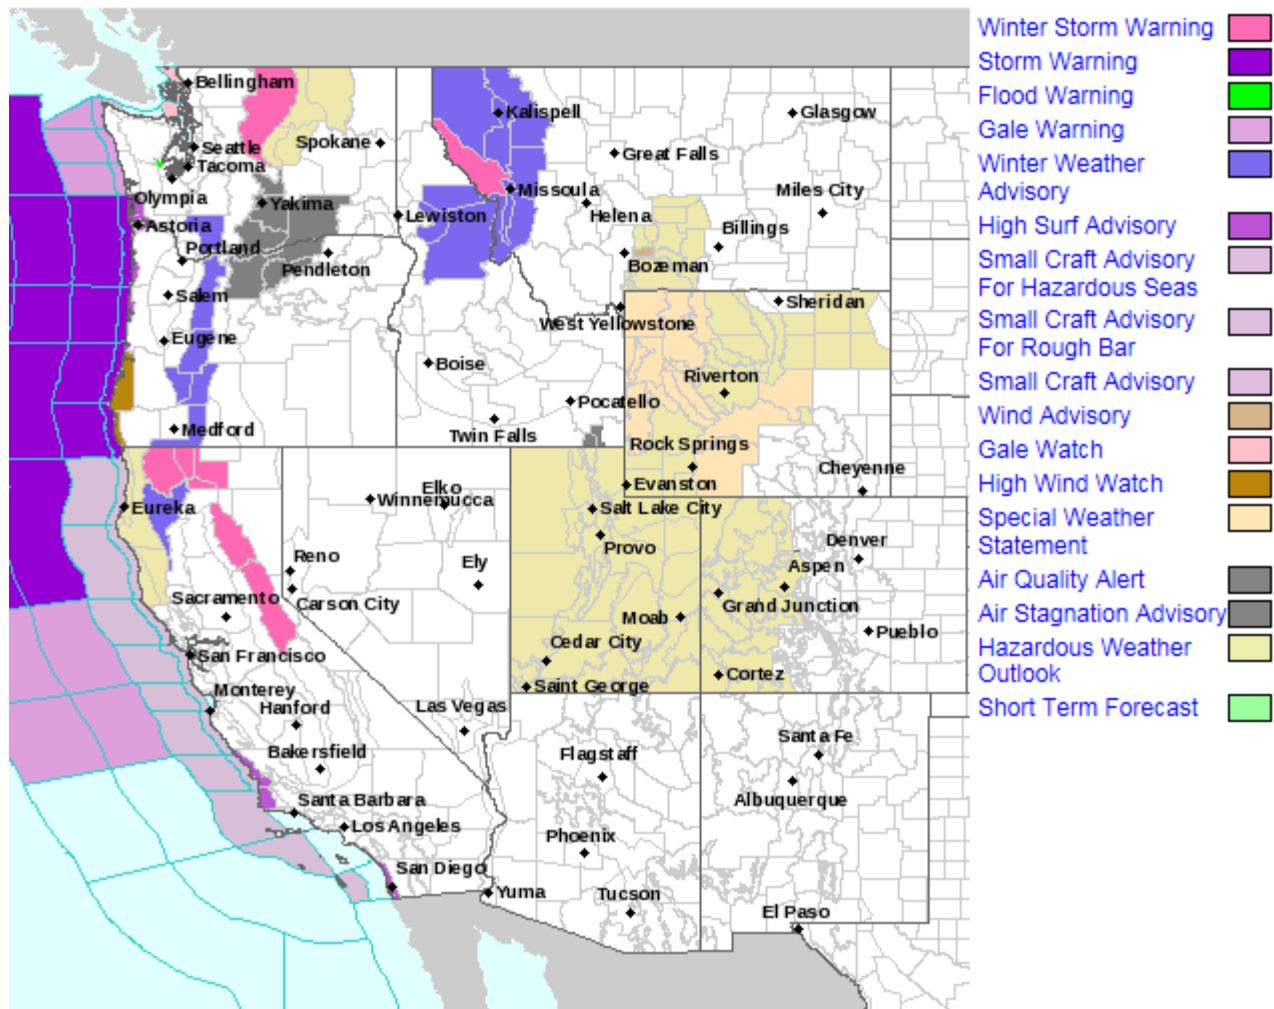 Bellingham
Seattle
Tacoma
Olympia
Spokane
Yakima
Astoria
Portland
Pendleton
Salem
Eugene
Medford
Kalispell
Glasgow
Great Falls
Missoula
Miles City
Helena
Lewiston
Billings
Bozeman
Sheridan
West Yellowstone
Boise
Riverton
Pocatello
Twin Falls
Rock Springs
Cheyenne
Evanston
Elko
Winnemucca
Eureka
Salt Lake City
Provo
Denver
Reno
Ely
Aspen
Sacramento
Carson City
Grand Junction
Moab
Pueblo
Cedar City
San Francisco
Cortez
Saint George
Monterey
Hanford
Las Vegas
Bakersfield
Flagstaff
Santa Fe
Albuquerque
Santa Barbara
Los Angeles
Phoenix
San Diego
Yuma
Tucson
El Paso
Winter Storm Warning
Storm Warning
Flood Warning
Gale Warning
Winter Weather
Advisory
High Surf Advisory
Small Craft Advisory
For Hazardous Seas
Small Craft Advisory
For Rough Bar
Small Craft Advisory
Wind Advisory
Gale Watch
High Wind Watch
Special Weather
Statement
Air Quality Alert
Air Stagnation Advisory
Hazardous Weather
Outlook
Short Term Forecast